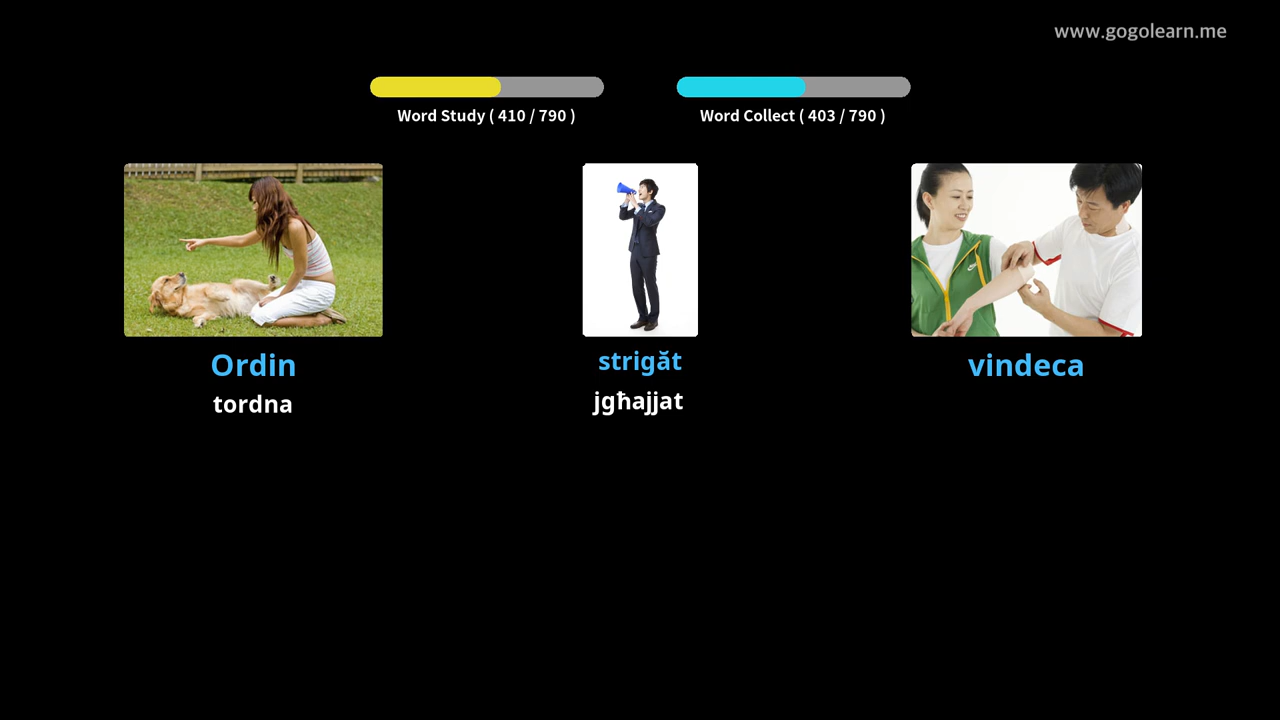 www.gogolearn.me
Word Study ( 410 / 790 )
Word Collect ( 403 / 790 )
Ordin
tordna
strigăt
jgħajjat
vindeca